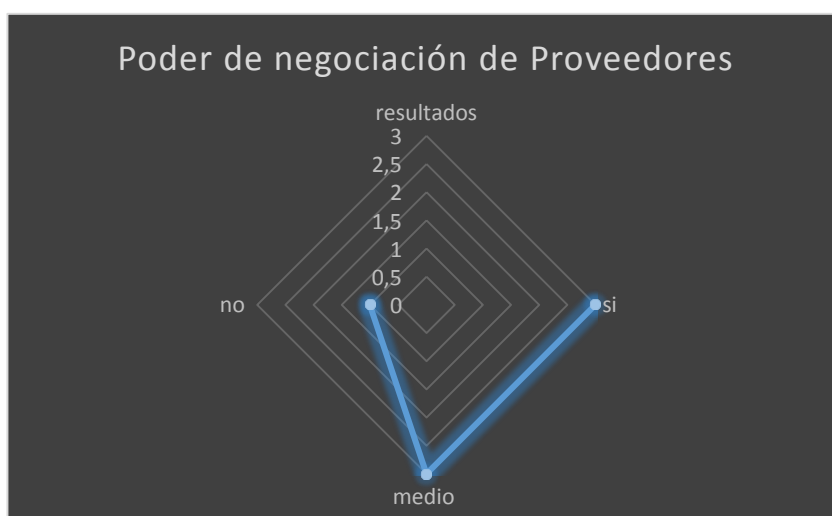 Poder de negociación de Proveedores
resultados
3
2,5
2
1,5
1
0,5
0
no
si
medio